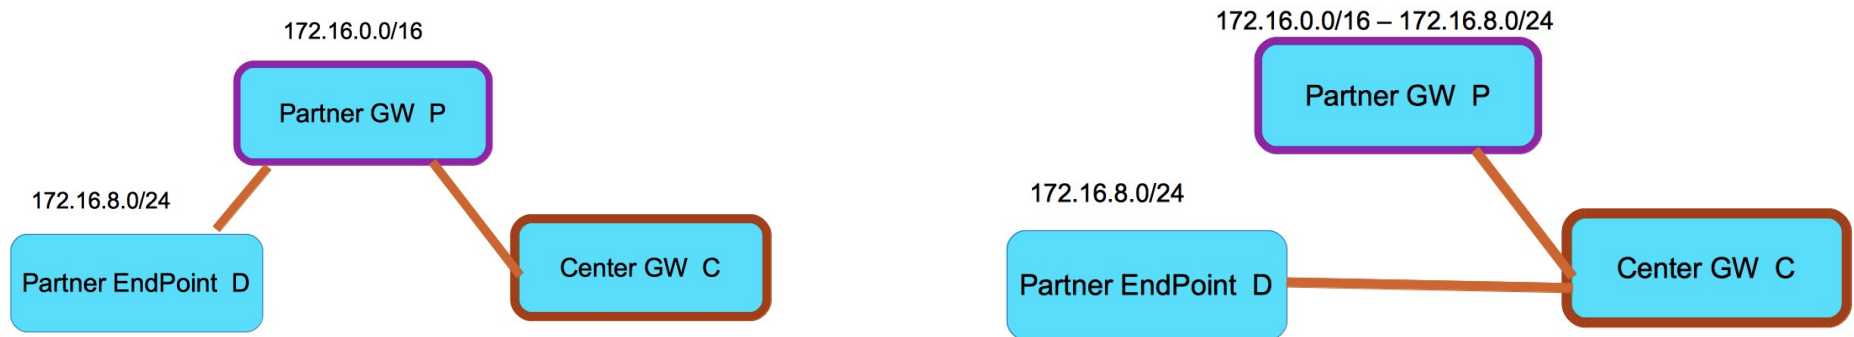 172.16.0.0/16
Partner GW P
172.16.8.0/24
Partner EndPoint D
Center GW C
172.16.0.0/16 – 172.16.8.0/24
Partner GW P
172.16.8.0/24
Partner EndPoint D
Center GW C